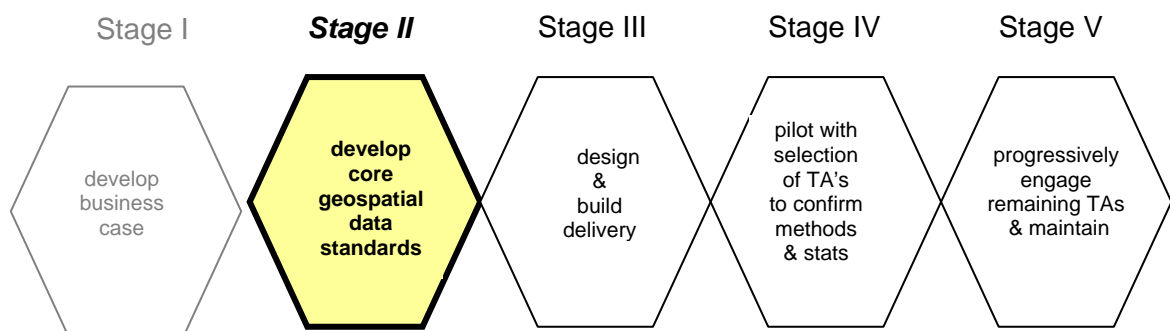 Stage I
Stage II
Stage III
Stage IV
Stage V
develop
business
case
develop
core
geospatial
data
standards
design
&
build
delivery
pilot with
selection
of TA's
to confirm
methods
& stats
progressively
engage
remaining TAs
& maintain